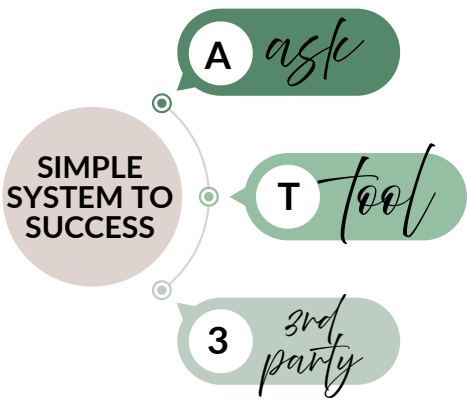 SIMPLE
SYSTEM TO
SUCCESS
A ask
T tool
3 3rd
party